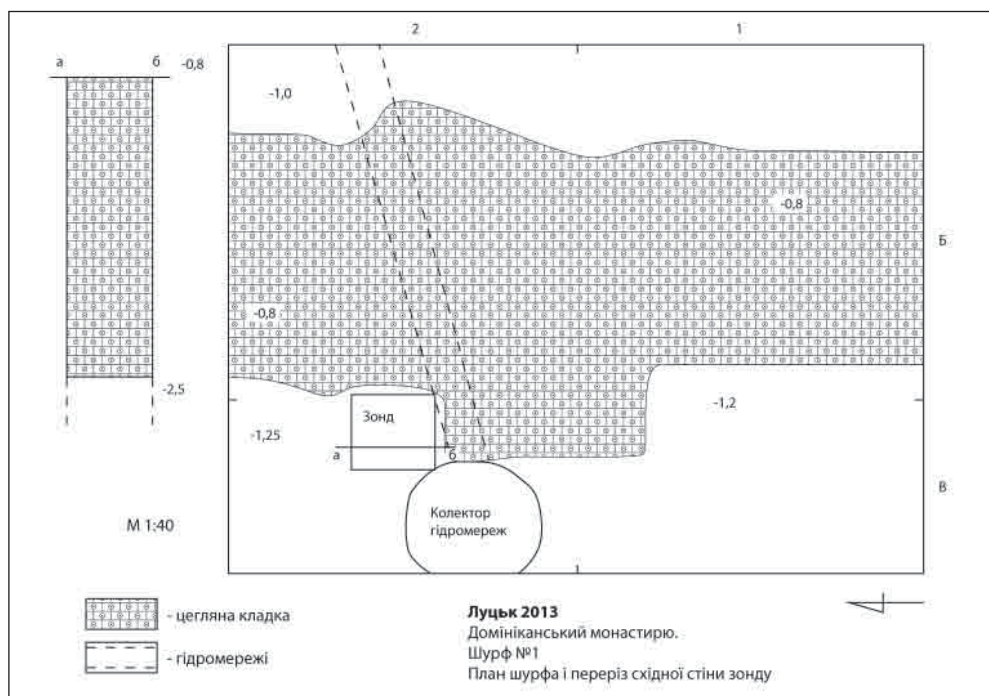 2
1
а
б
-0,8
-1,0
-0,8
Б
-0,8
-2,5
Зонд
-1,2
-1,25
а
б
В
Колектор
гідромереж
М 1:40
- цегляна кладка
- гідромережі
Луцьк 2013
Домініканський монастирю.
Шурф №1
План шурфа і переріз східної стіни зонду